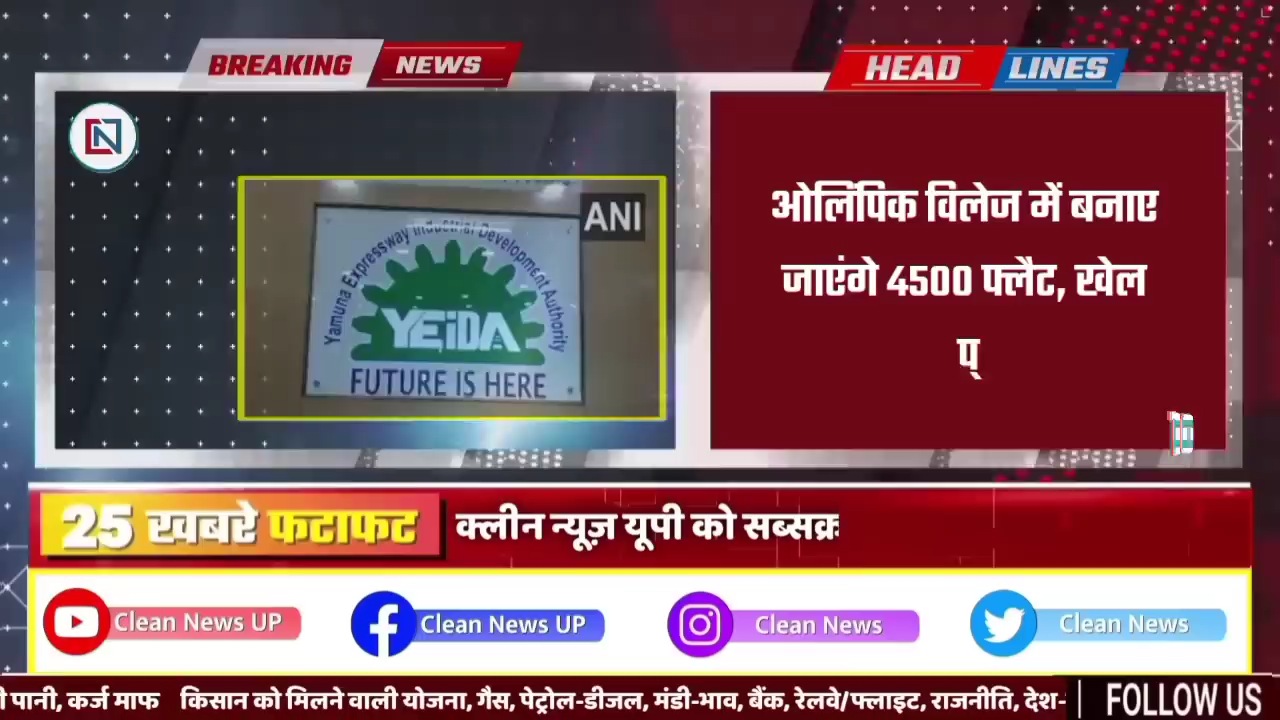 BREAKING NEWS
HEAD LINES
N
ANI
Yamuna Expressway Industrial Development Authority
YEiDA
FUTURE IS HERE
ओलंपिक विलेज में बनाए
जाएंगे 4500 फ्लैट, खेल
प्
25 खबरे फटाफट
क्लीन न्यूज़ यूपी को सब्सक्र
Clean News UP
Clean News UP
Clean News
Clean News
पानी, कर्ज माफ किसान को मिलने वाली योजना, गैस, पेट्रोल-डीजल, मंडी-भाव, बैंक, रेलवे/फ्लाइट, राजनीति, देश-
FOLLOW US